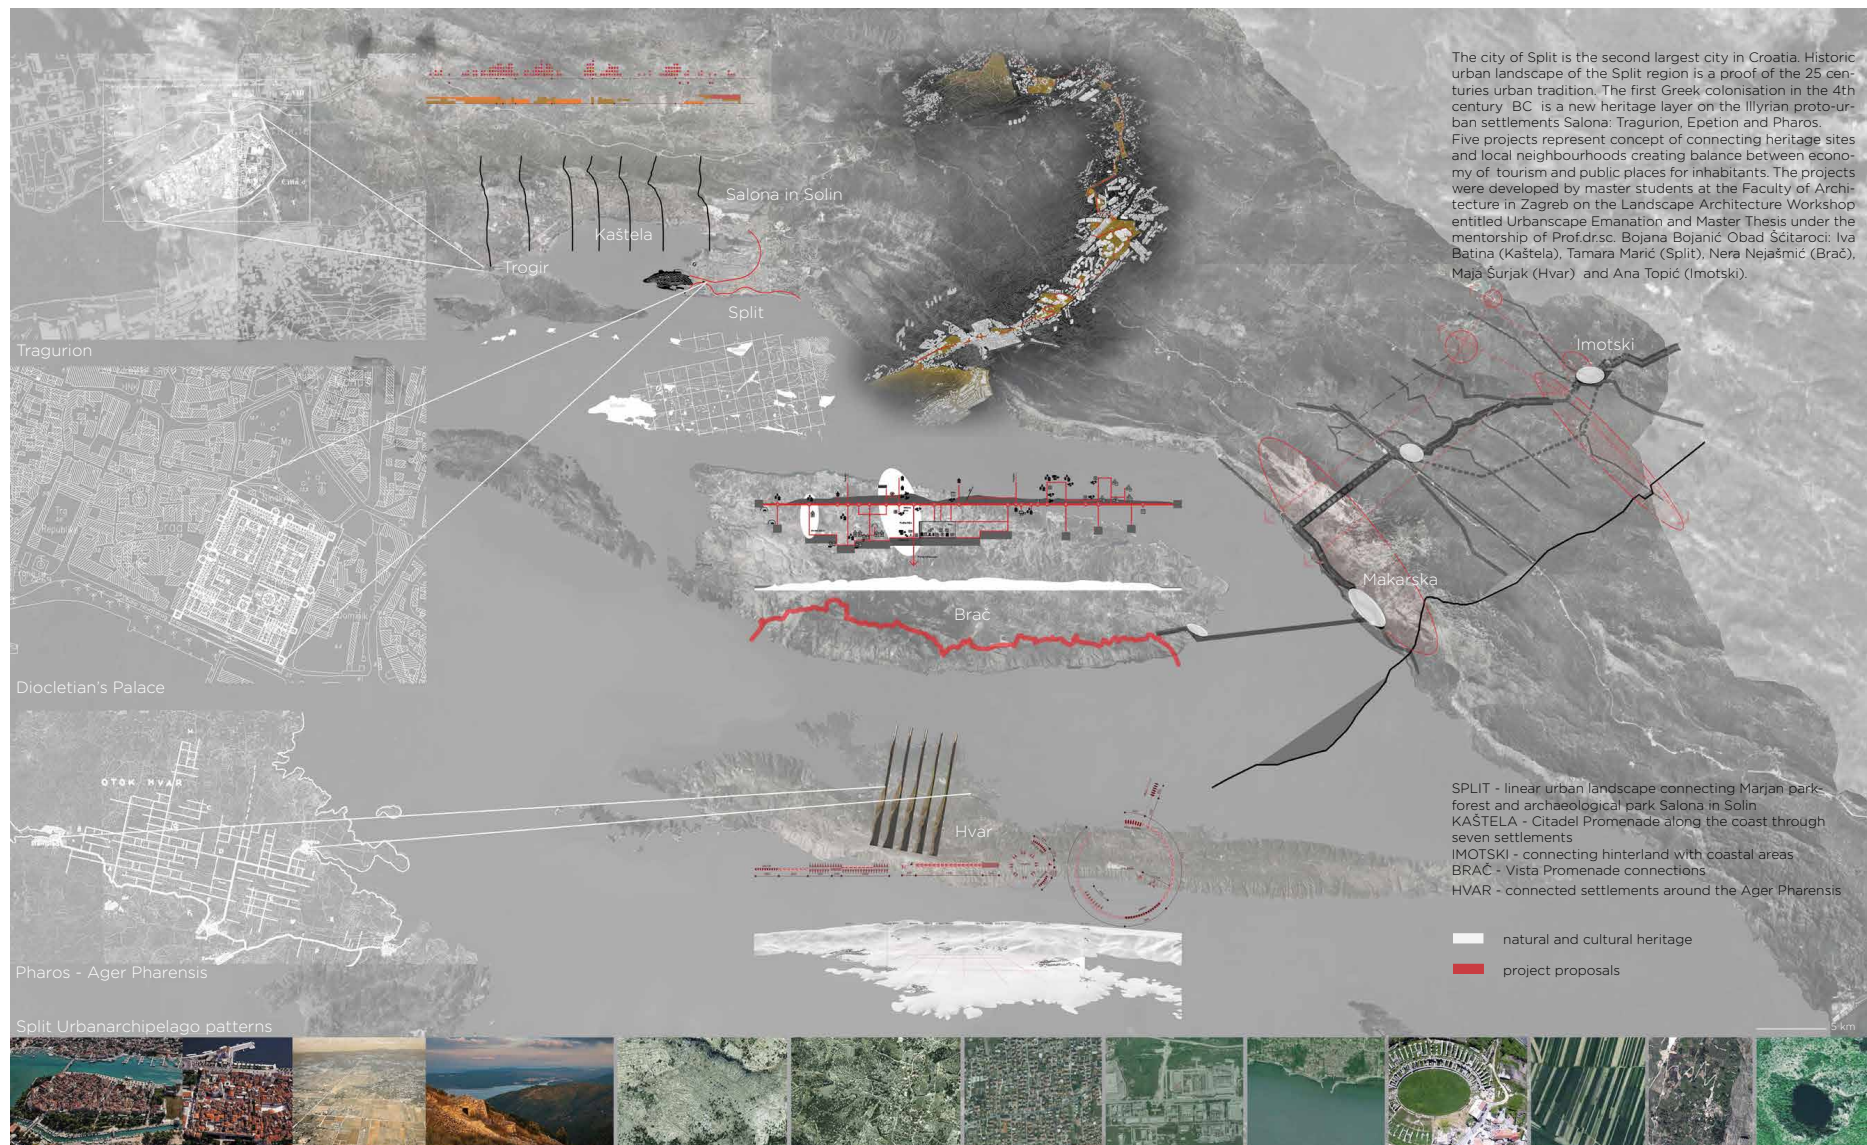 The city of Split is the second largest city in Croatia. Historic
urban landscape of the Split region is a proof of the 25 cen-
turies urban tradition. The first Greek colonisation in the 4th
century BC is a new heritage layer on the Illyrian proto-ur-
ban settlements Salona: Tragurion, Epetion and Pharos.
Five projects represent concept of connecting heritage sites
and local neighbourhoods creating balance between econo-
my of tourism and public places for inhabitants. The projects
were developed by master students at the Faculty of Archi-
tecture in Zagreb on the Landscape Architecture Workshop
entitled Urbanscape Emanation and Master Thesis under the
mentorship of Prof.dr.sc. Bojana Bojanić Obad Šćitaroci: Iva
Batina (Kaštela), Tamara Marić (Split), Nera Nejašmić (Brač),
Maja Šurjak (Hvar) and Ana Topić (Imotski).
Salona in Solin
Kaštela
Trogir
Split
Tragurion
Imotski
Trg
Republike
Makarska
Brač
Diocletian's Palace
OTOK HVAR
Hvar
Pharos - Ager Pharensis
SPLIT - linear urban landscape connecting Marjan park-
forest and archaeological park Salona in Solin
KAŠTELA - Citadel Promenade along the coast through
seven settlements
IMOTSKI - connecting hinterland with coastal areas
BRAČ - Vista Promenade connections
HVAR - connected settlements around the Ager Pharensis
natural and cultural heritage
project proposals
5 km
Split Urbanarchipelago patterns